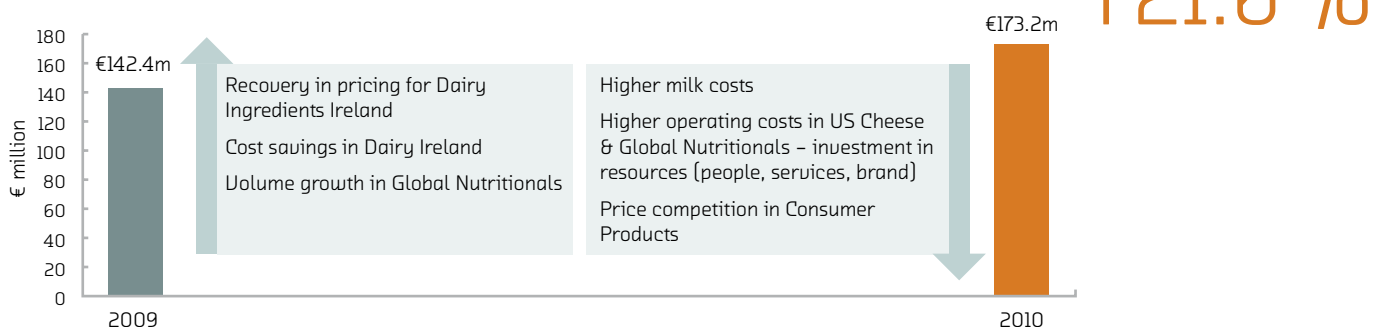 180
160
140
120
100
80
60
40
20
0
€ million
€142.4m
Recovery in pricing for Dairy
Ingredients Ireland
Cost savings in Dairy Ireland
Volume growth in Global Nutritionals
Higher milk costs
Higher operating costs in US Cheese
& Global Nutritionals – investment in
resources (people, services, brand)
Price competition in Consumer
Products
€173.2m
2009
2010